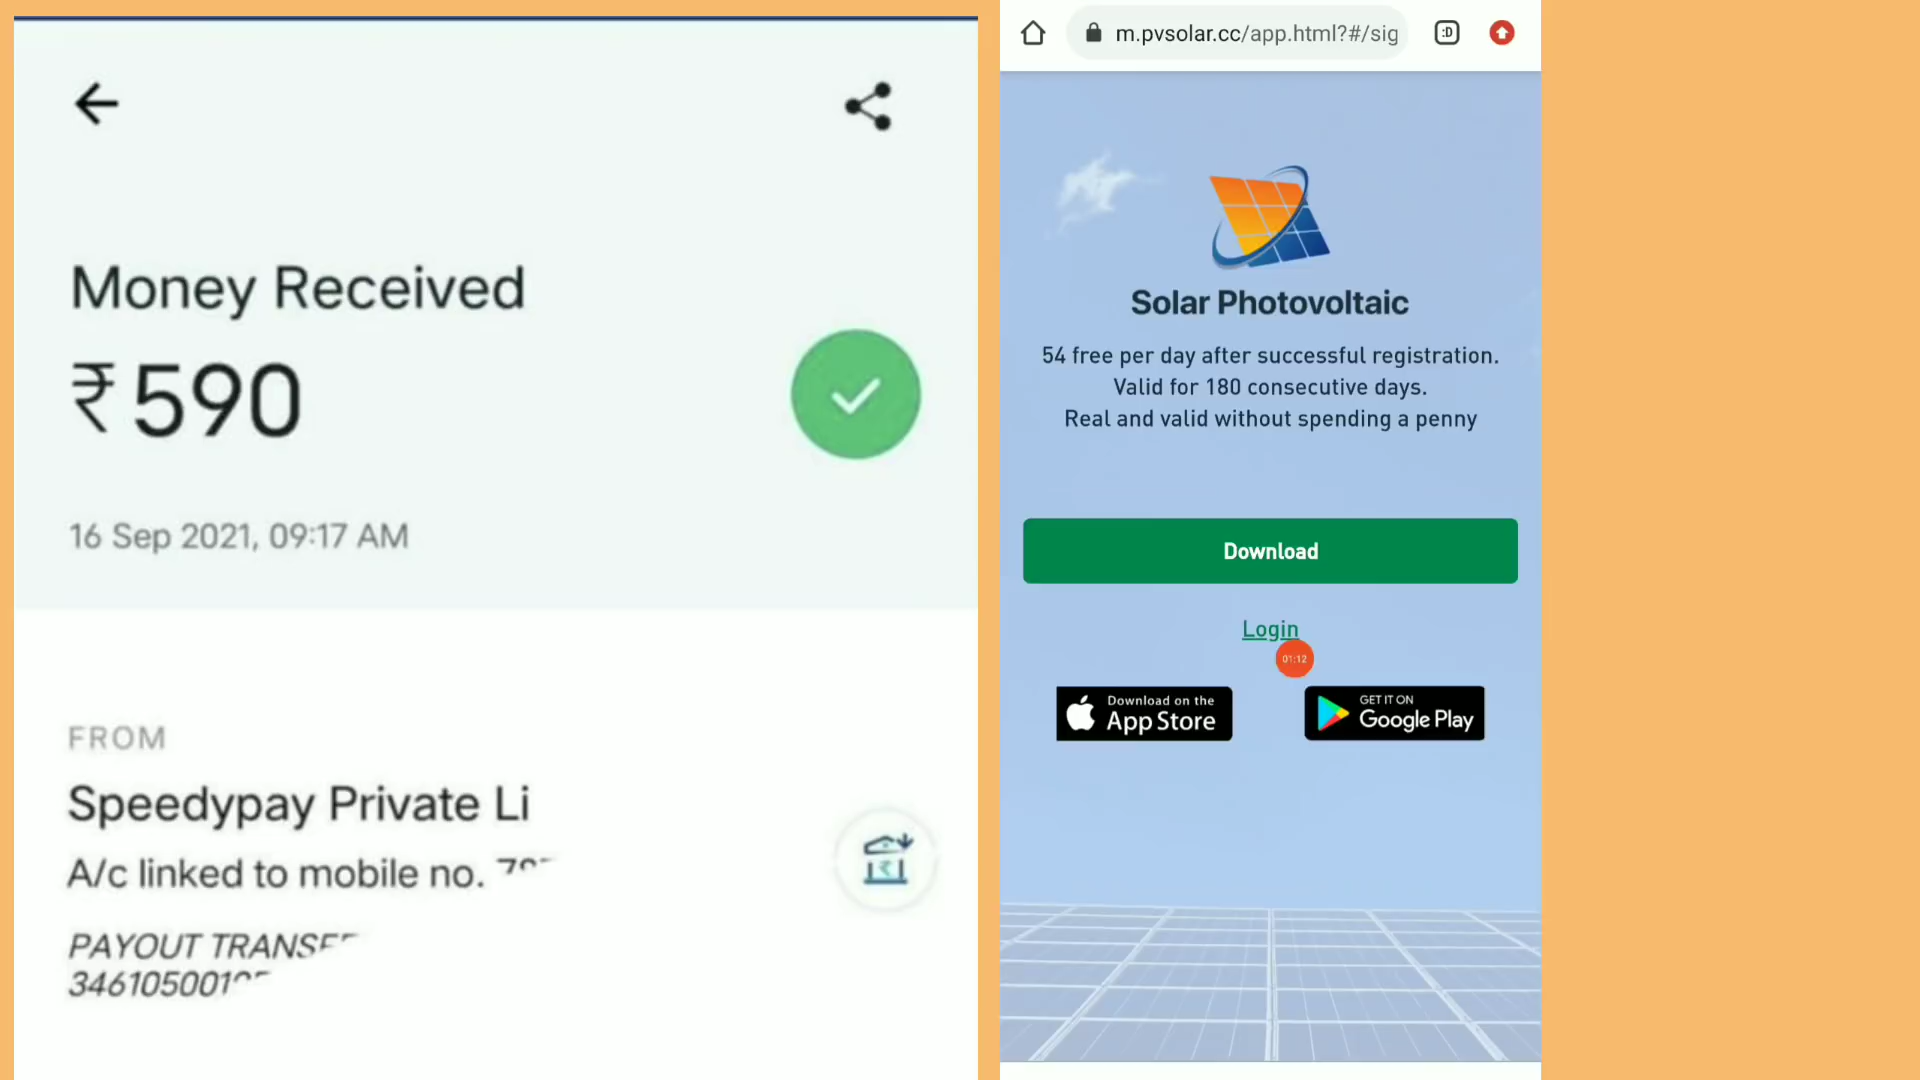 Money Received
₹590
16 Sep 2021, 09:17 AM
FROM
Speedypay Private Li
A/c linked to mobile no.
PAYOUT
m.pvsolar.cc/app.html?#/sig
:D
Solar Photovoltaic
54 free per day after successful registration.
Valid for 180 consecutive days.
Real and valid without spending a penny
Download
Login
01:12
Download on the
App Store
GET IT ON
Google Play